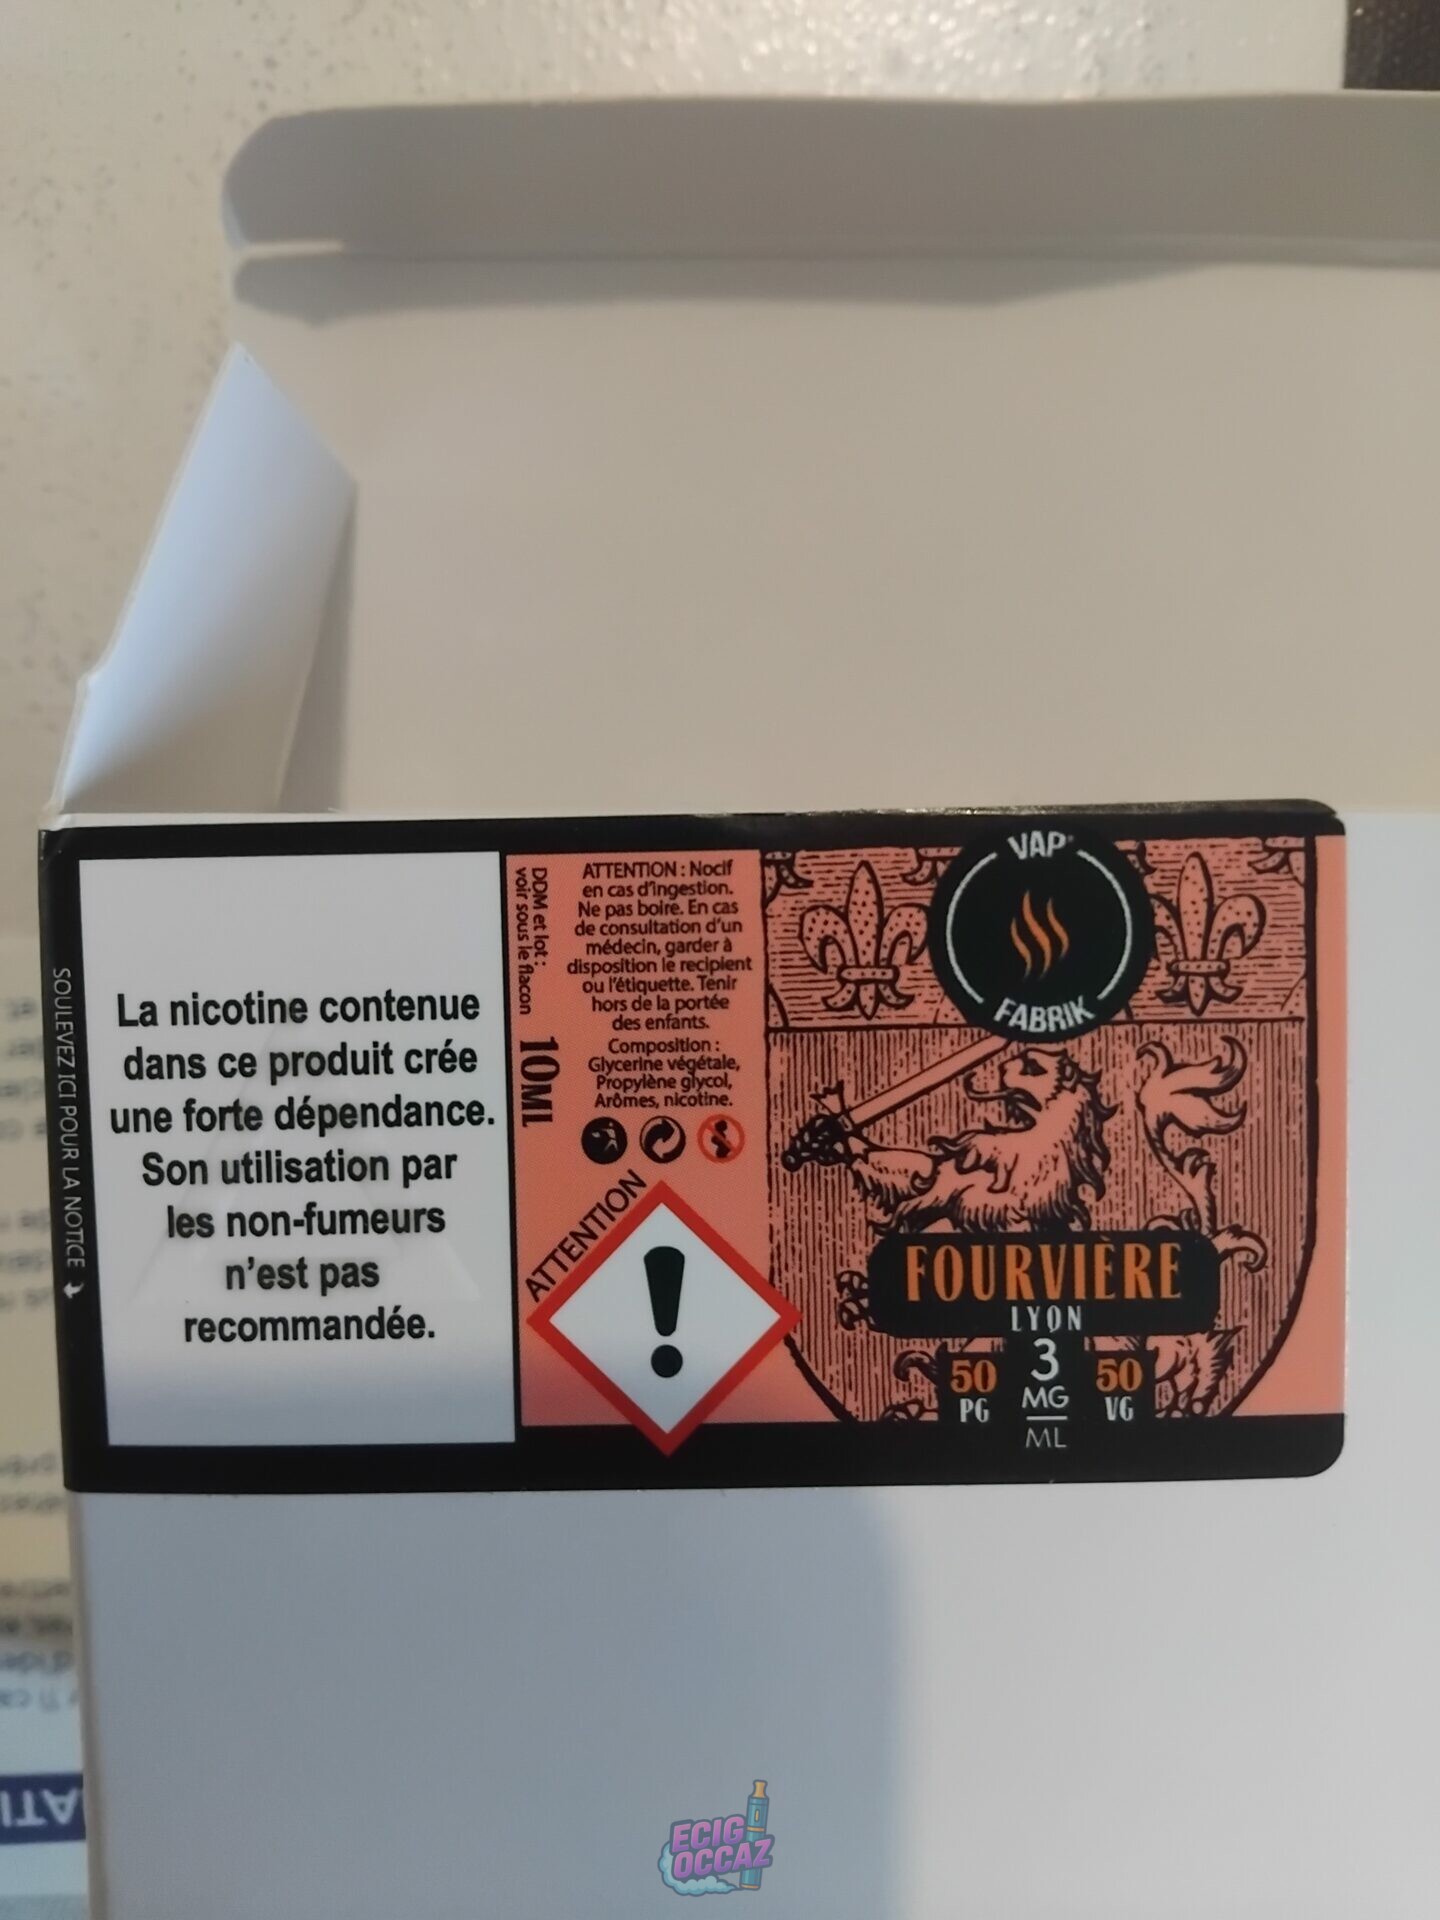 SOULEVEZ ICI POUR LA NOTICE
La nicotine contenue
dans ce produit crée
une forte dépendance.
Son utilisation par
les non-fumeurs
n'est pas
recommandée.
DDM et lot :
voir sous le flacon
10ML
ATTENTION : Nocif
en cas d'ingestion.
Ne pas boire. En cas
de consultation d'un
médecin, garder à
disposition le recipient
ou l'étiquette. Tenir
hors de la portée
des enfants.
Composition :
Glycerine végétale,
Propylène glycol,
Arômes, nicotine.
ATTENTION
VAP'
FABRIK
FOURVIÈRE
LYON
50
PG
3
MG
ML
50
VG
ECIG
OCCAZ